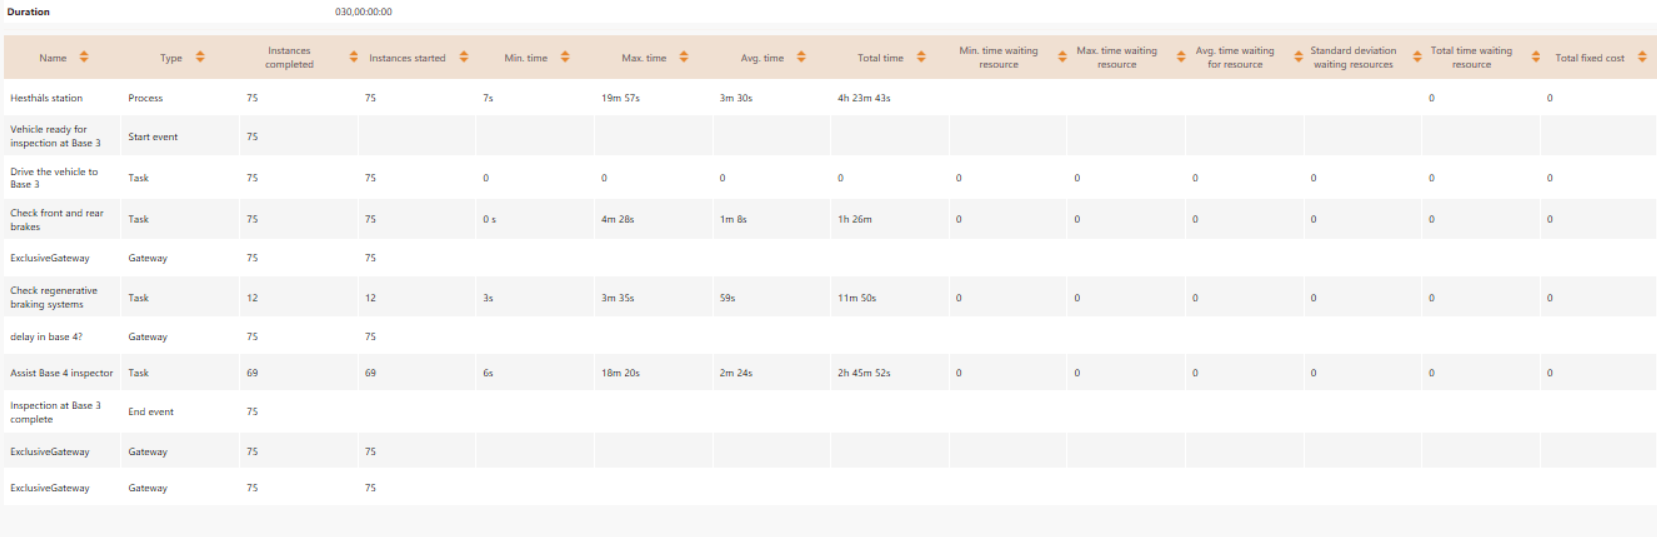 Duration 030,00:00:00
Name Type Instances completed Instances started Min. time Max. time Avg. time Total time Min. time waiting resource Max. time waiting resource Avg. time waiting for resource Standard deviation waiting resources Total time waiting resource Total fixed cost
Hestháls station Process 75 75 7s 19m 57s 3m 30s 4h 23m 43s 0 0
Vehicle ready for inspection at Base 3 Start event 75
Drive the vehicle to Base 3 Task 75 75 0 0 0 0 0 0 0 0 0 0
Check front and rear brakes Task 75 75 0 s 4m 28s 1m 8s 1h 26m 0 0 0 0 0 0
ExclusiveGateway Gateway 75 75
Check regenerative braking systems Task 12 12 3s 3m 35s 59s 11m 50s 0 0 0 0 0 0
delay in base 4? Gateway 75 75
Assist Base 4 inspector Task 69 69 6s 18m 20s 2m 24s 2h 45m 52s 0 0 0 0 0 0
Inspection at Base 3 complete End event 75
ExclusiveGateway Gateway 75 75
ExclusiveGateway Gateway 75 75